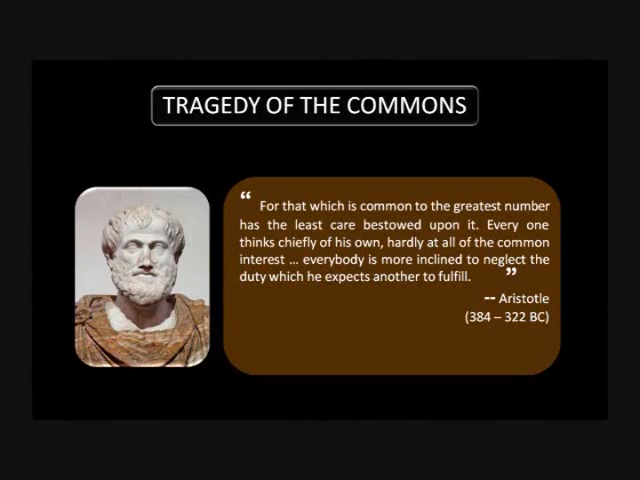 TRAGEDY OF THE COMMONS
“ For that which is common to the greatest number
has the least care bestowed upon it. Every one
thinks chiefly of his own, hardly at all of the common
interest … everybody is more inclined to neglect the
duty which he expects another to fulfill. ”
-- Aristotle
(384 – 322 BC)